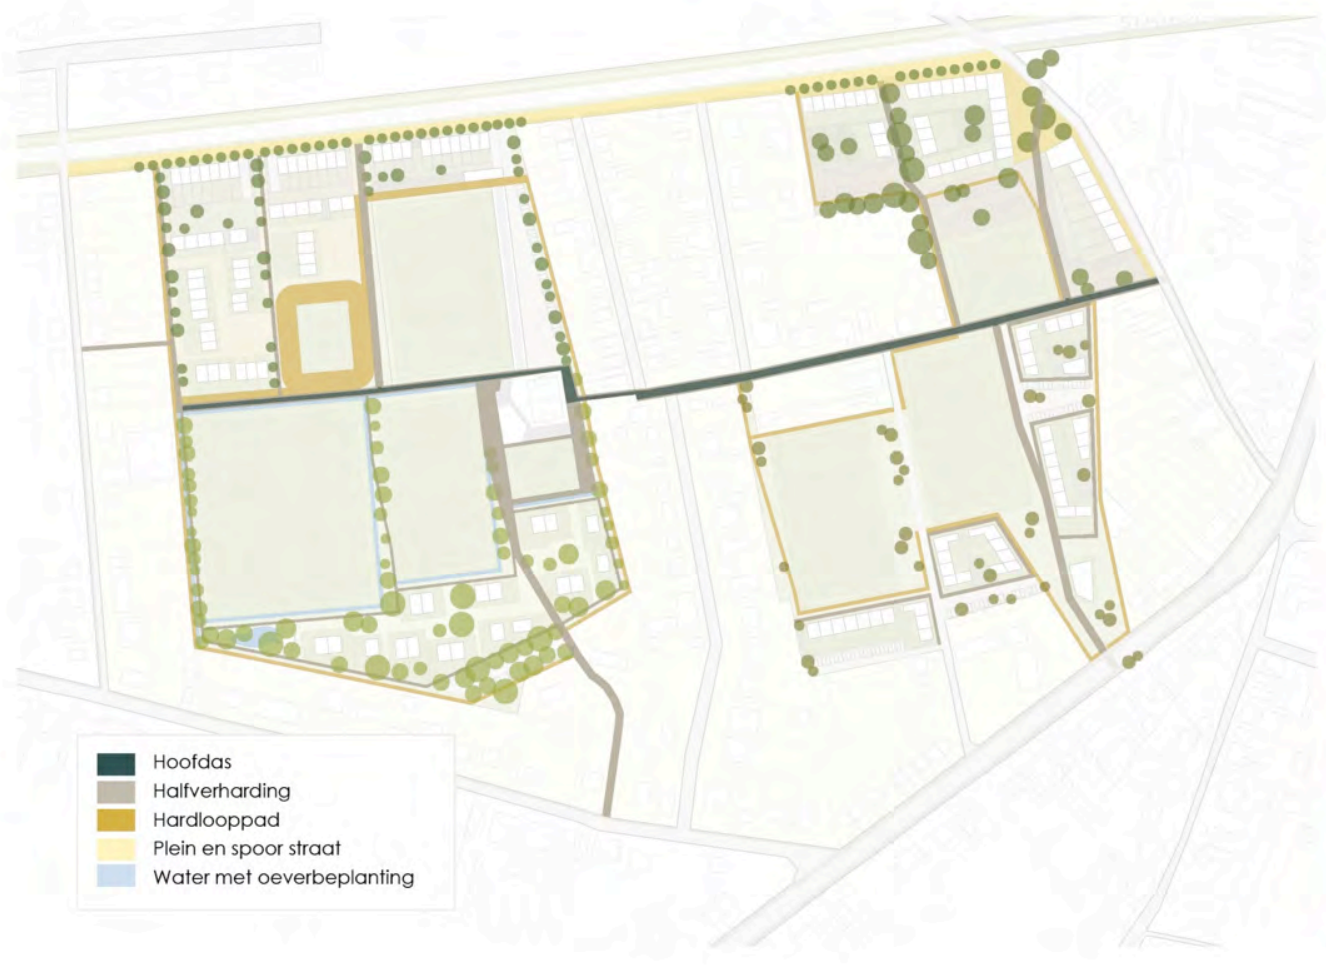 Hoofdas
Halfverharding
Hardlooppad
Plein en spoor straat
Water met oeverbeplanting